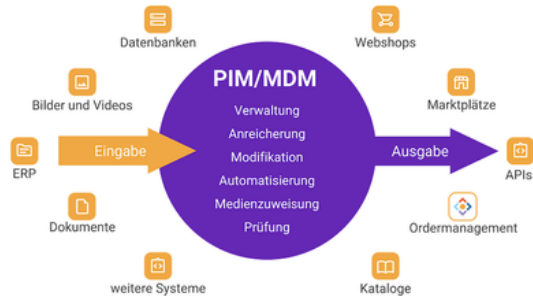 Datenbanken
Webshops
Bilder und Videos
PIM/MDM
Marktplätze
Verwaltung
Anreicherung
Modifikation
Automatisierung
Medienzuweisung
Prüfung
Eingabe
Ausgabe
ERP
APIs
Dokumente
Ordermanagement
weitere Systeme
Kataloge